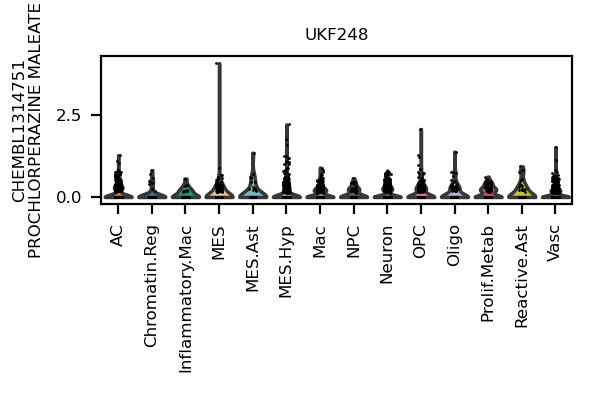 UKF248
CHEMBL1314751
PROCHLORPERAZINE MALEATE
2.5
0.0
AC
Chromatin.Reg
Inflammatory.Mac
MES
MES.Ast
MES.Hyp
Mac
NPC
Neuron
OPC
Oligo
Prolif.Metab
Reactive.Ast
Vasc